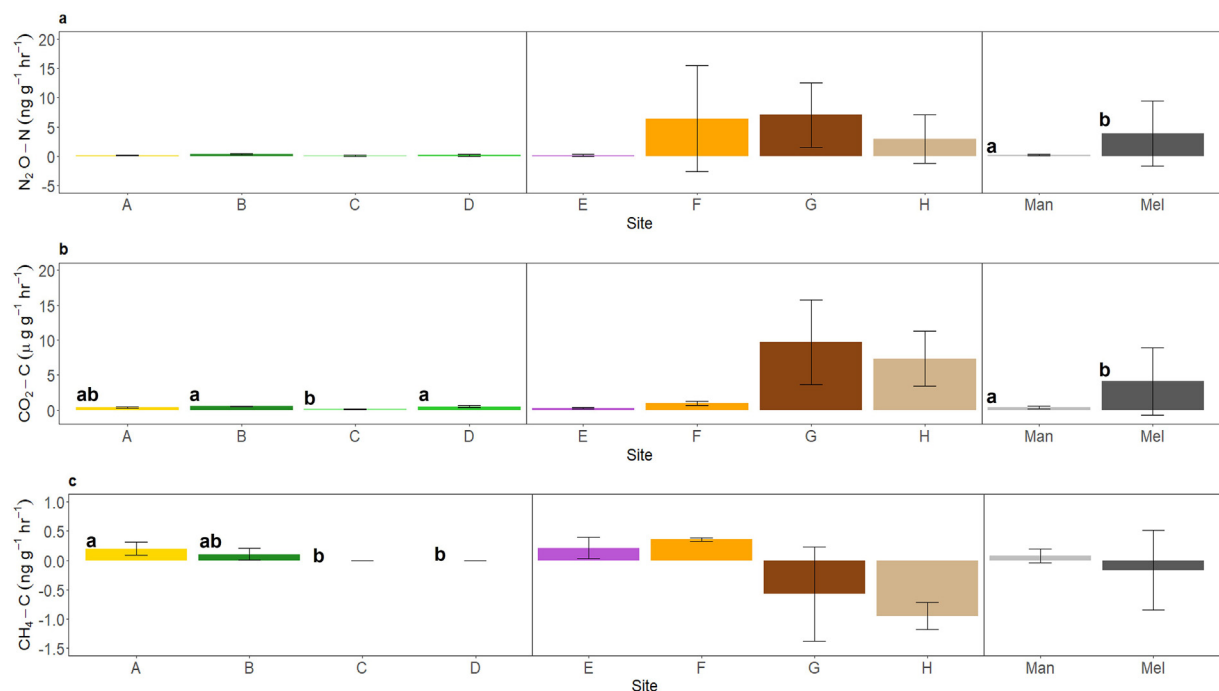 a
N₂O−N (ng g⁻¹ hr⁻¹)
20
15
10
5
0
-5
a
b
A B C D E F G H Man Mel
Site
b
CO₂−C (μ g g⁻¹ hr⁻¹)
20
15
10
5
0
ab a b a a b
A B C D E F G H Man Mel
Site
c
CH₄−C (ng g⁻¹ hr⁻¹)
1.0
0.5
0.0
-0.5
-1.0
-1.5
a ab b b
A B C D E F G H Man Mel
Site